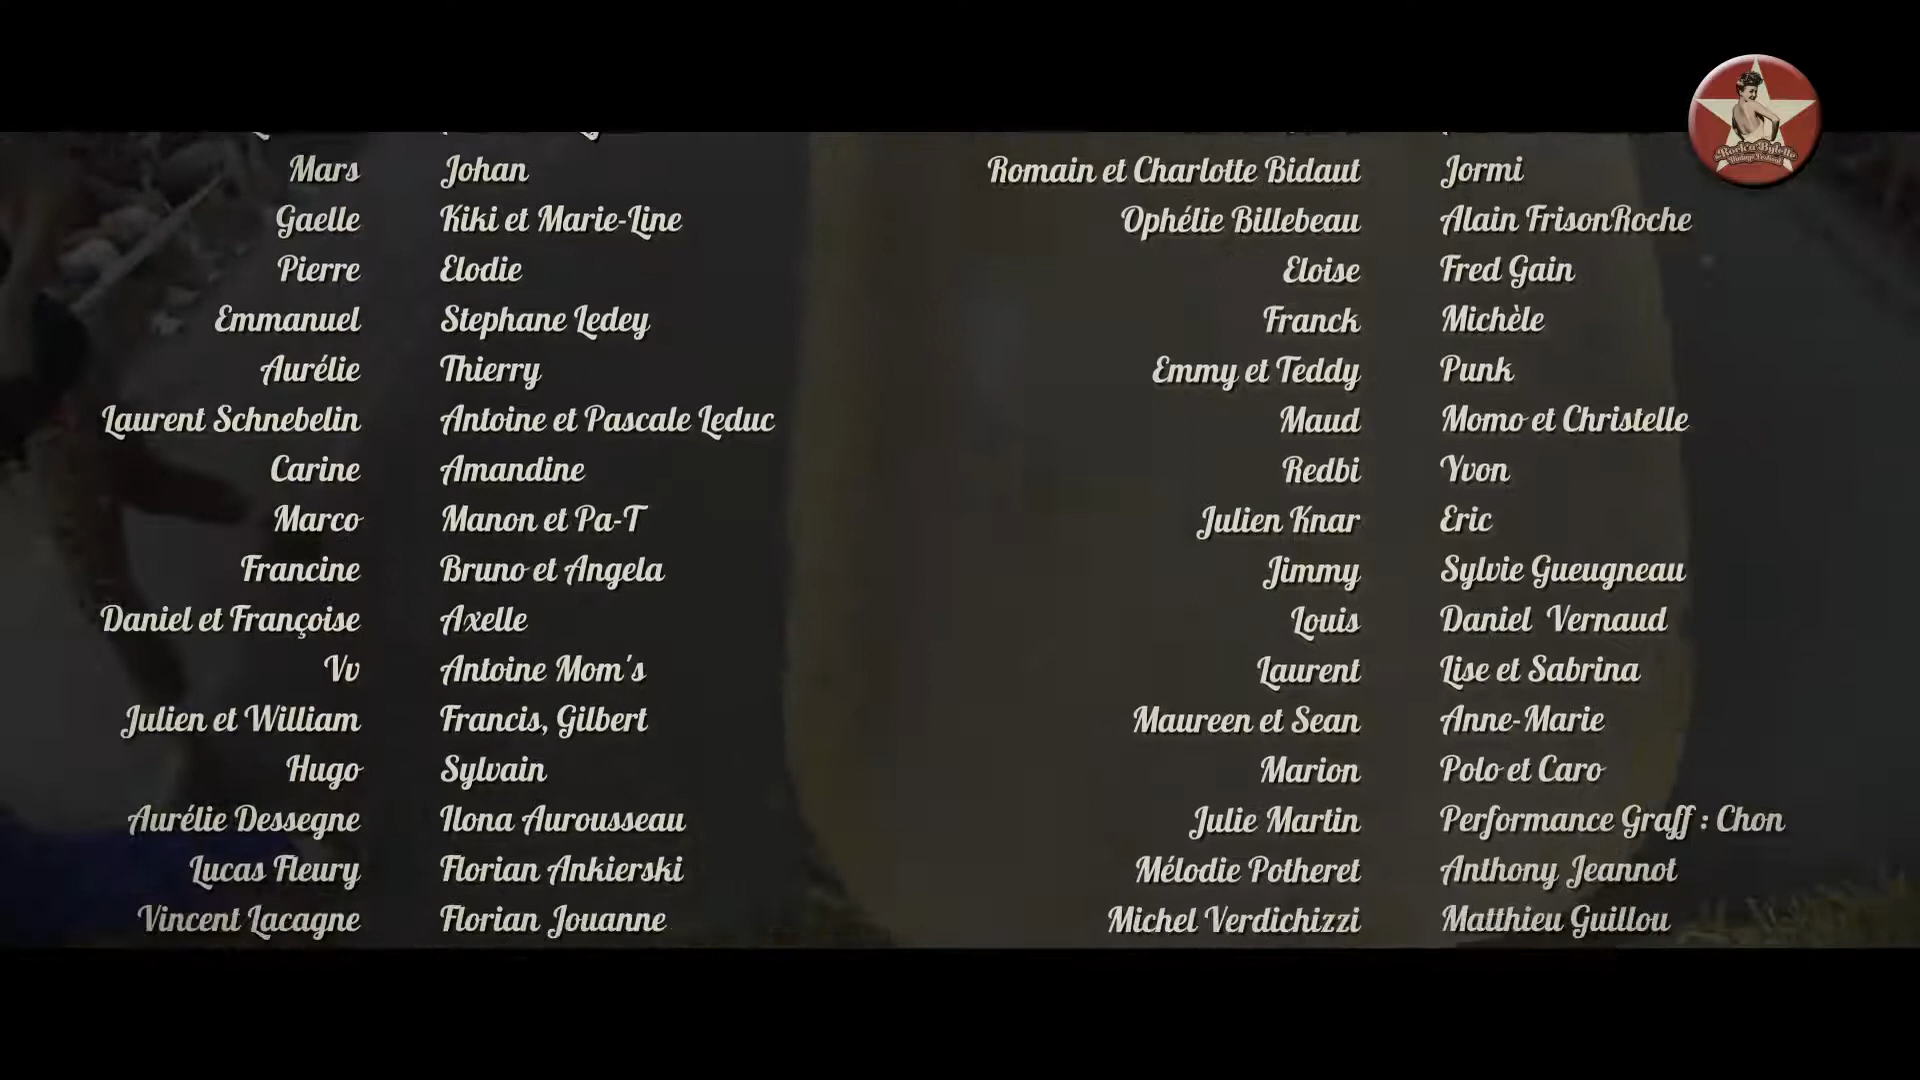 Rock'n'Bylette
Vintage Festival
Mars Johan
Gaelle Kiki et Marie-Line
Pierre Elodie
Emmanuel Stephane Ledey
Aurélie Thierry
Laurent Schnebelin Antoine et Pascale Leduc
Carine Amandine
Marco Manon et Pa-T
Francine Bruno et Angela
Daniel et Françoise Axelle
Vv Antoine Mom's
Julien et William Francis, Gilbert
Hugo Sylvain
Aurélie Dessegne Ilona Aurousseau
Lucas Fleury Florian Ankierski
Vincent Lacagne Florian Jouanne
Romain et Charlotte Bidaut Jormi
Ophélie Billebeau Alain FrisonRoche
Eloise Fred Gain
Franck Michèle
Emmy et Teddy Punk
Maud Momo et Christelle
Redbi Yvon
Julien Knar Eric
Jimmy Sylvie Gueugneau
Louis Daniel Vernaud
Laurent Lise et Sabrina
Maureen et Sean Anne-Marie
Marion Polo et Caro
Julie Martin Performance Graff : Chon
Mélodie Potheret Anthony Jeannot
Michel Verdichizzi Matthieu Guillou